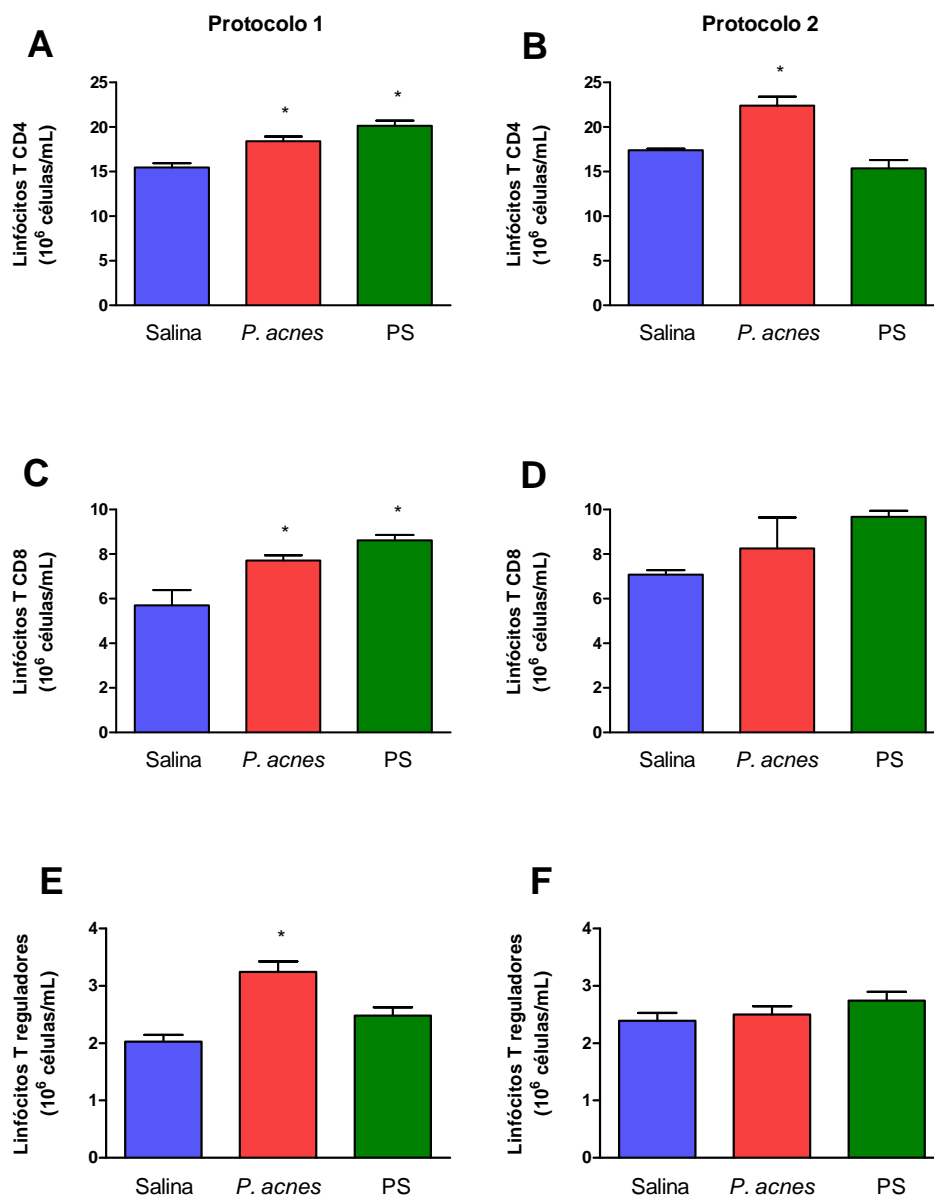 Protocolo 1
Protocolo 2
A
Linfócitos T CD4
(10⁶ células/mL)
25
20
15
10
5
0
*
*
Salina
P. acnes
PS
B
Linfócitos T CD4
(10⁶ células/mL)
25
20
15
10
5
0
*
Salina
P. acnes
PS
C
Linfócitos T CD8
(10⁶ células/mL)
10
8
6
4
2
0
*
*
Salina
P. acnes
PS
D
Linfócitos T CD8
(10⁶ células/mL)
10
8
6
4
2
0
Salina
P. acnes
PS
E
Linfócitos T reguladores
(10⁶ células/mL)
4
3
2
1
0
*
Salina
P. acnes
PS
F
Linfócitos T reguladores
(10⁶ células/mL)
4
3
2
1
0
Salina
P. acnes
PS